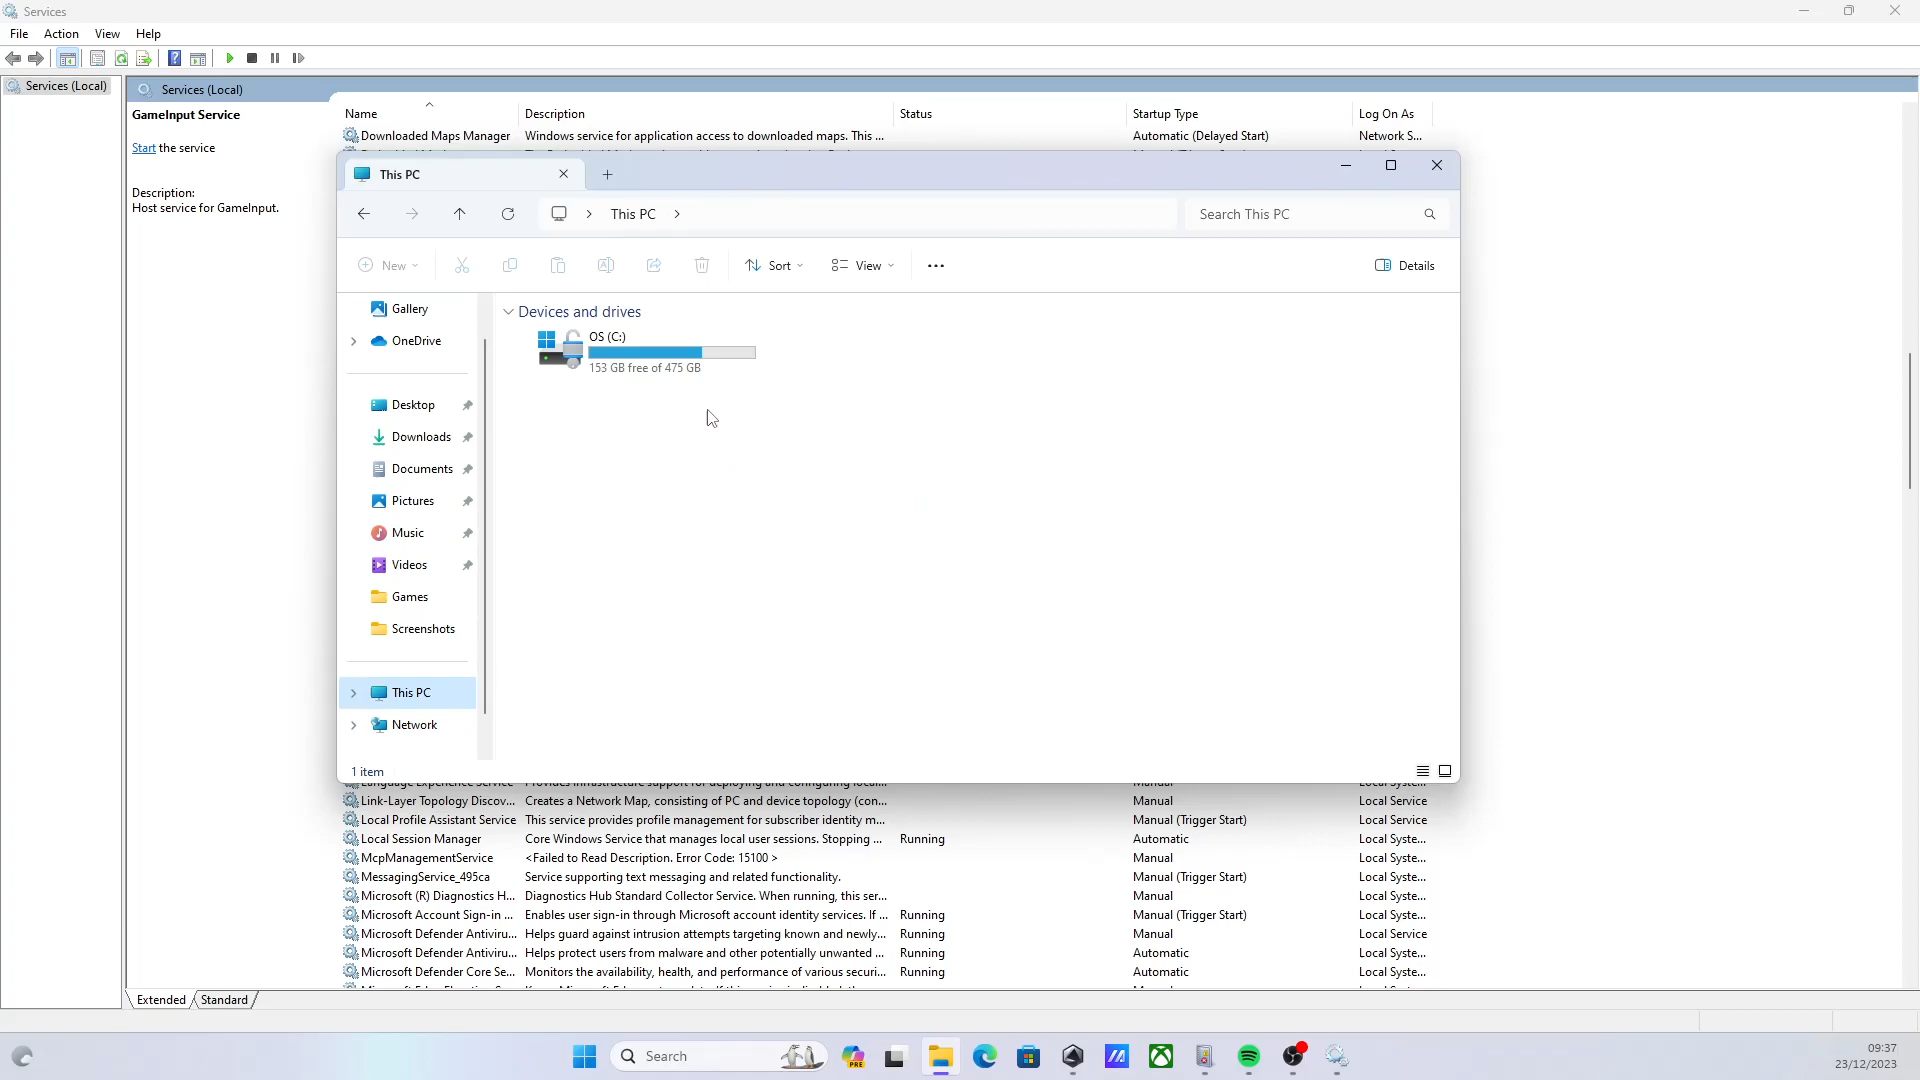 Services
File Action View Help
Services (Local)
Services (Local)
GameInput Service
Start the service
Description:
Host service for GameInput.
Name Description Status Startup Type Log On As
Downloaded Maps Manager Windows service for application access to downloaded maps. This ... Automatic (Delayed Start) Network S...
This PC
This PC
Search This PC
New Sort View Details
Gallery
OneDrive
Desktop
Downloads
Documents
Pictures
Music
Videos
Games
Screenshots
This PC
Network
Devices and drives
OS (C:)
153 GB free of 475 GB
1 item
Link-Layer Topology Discov... Creates a Network Map, consisting of PC and device topology (con... Manual Local Service
Local Profile Assistant Service This service provides profile management for subscriber identity m... Manual (Trigger Start) Local Service
Local Session Manager Core Windows Service that manages local user sessions. Stopping ... Running Automatic Local Syste...
McpManagementService <Failed to Read Description. Error Code: 15100 > Manual Local Syste...
MessagingService_495ca Service supporting text messaging and related functionality. Manual (Trigger Start) Local Syste...
Microsoft (R) Diagnostics H... Diagnostics Hub Standard Collector Service. When running, this ser... Manual Local Syste...
Microsoft Account Sign-in ... Enables user sign-in through Microsoft account identity services. If ... Running Manual (Trigger Start) Local Syste...
Microsoft Defender Antiviru... Helps guard against intrusion attempts targeting known and newly... Running Manual Local Service
Microsoft Defender Antiviru... Helps protect users from malware and other potentially unwanted ... Running Automatic Local Syste...
Microsoft Defender Core Se... Monitors the availability, health, and performance of various securi... Running Automatic Local Syste...
Extended Standard
Search
PRE
09:37
23/12/2023